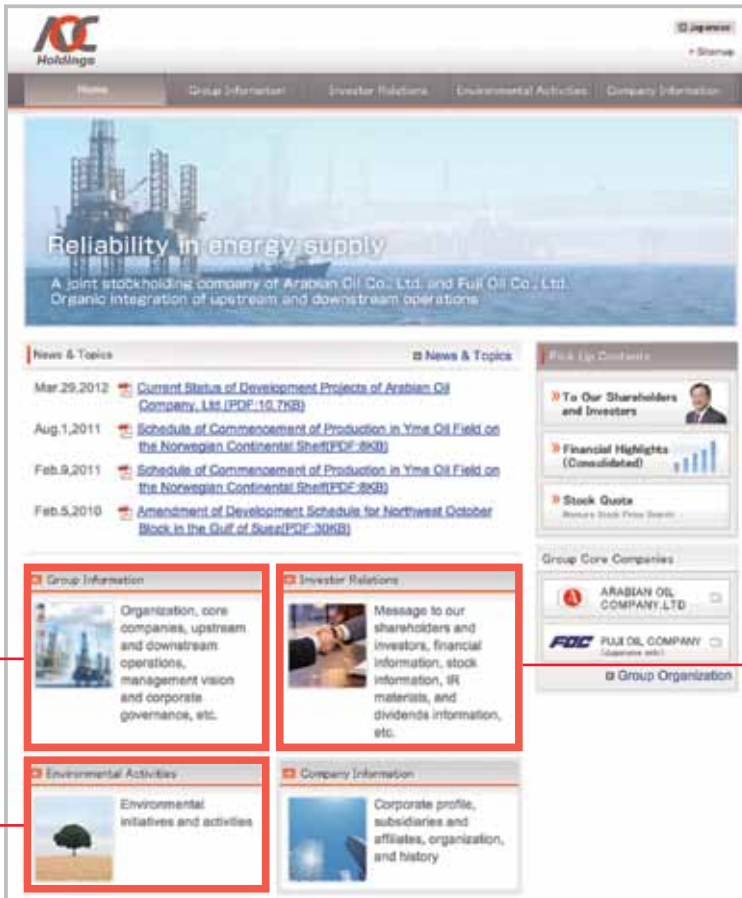 AOC
Holdings
Japanese
Sitemap
Home
Group Information
Investor Relations
Environmental Activities
Company Information
Reliability in energy supply
A joint stockholding company of Arabian Oil Co., Ltd. and Fuji Oil Co., Ltd.
Organic integration of upstream and downstream operations
News & Topics
News & Topics
Mar.29,2012 Current Status of Development Projects of Arabian Oil
Company, Ltd.(PDF:10.7KB)
Aug.1,2011 Schedule of Commencement of Production in Yme Oil Field on
the Norwegian Continental Shelf(PDF:8KB)
Feb.9,2011 Schedule of Commencement of Production in Yme Oil Field on
the Norwegian Continental Shelf(PDF:8KB)
Feb.5,2010 Amendment of Development Schedule for Northwest October
Block in the Gulf of Suez(PDF:30KB)
Pick Up Contents
To Our Shareholders
and Investors
Financial Highlights
(Consolidated)
Stock Quote
Nomura Stock Price Search
Group Core Companies
ARABIAN OIL
COMPANY,LTD
FOC FUJI OIL COMPANY
(Japanese only)
Group Organization
Group Information
Organization, core
companies, upstream
and downstream
operations,
management vision
and corporate
governance, etc.
Investor Relations
Message to our
shareholders and
investors, financial
information, stock
information, IR
materials, and
dividends information,
etc.
Environmental Activities
Environmental
initiatives and activities
Company Information
Corporate profile,
subsidiaries and
affiliates, organization,
and history